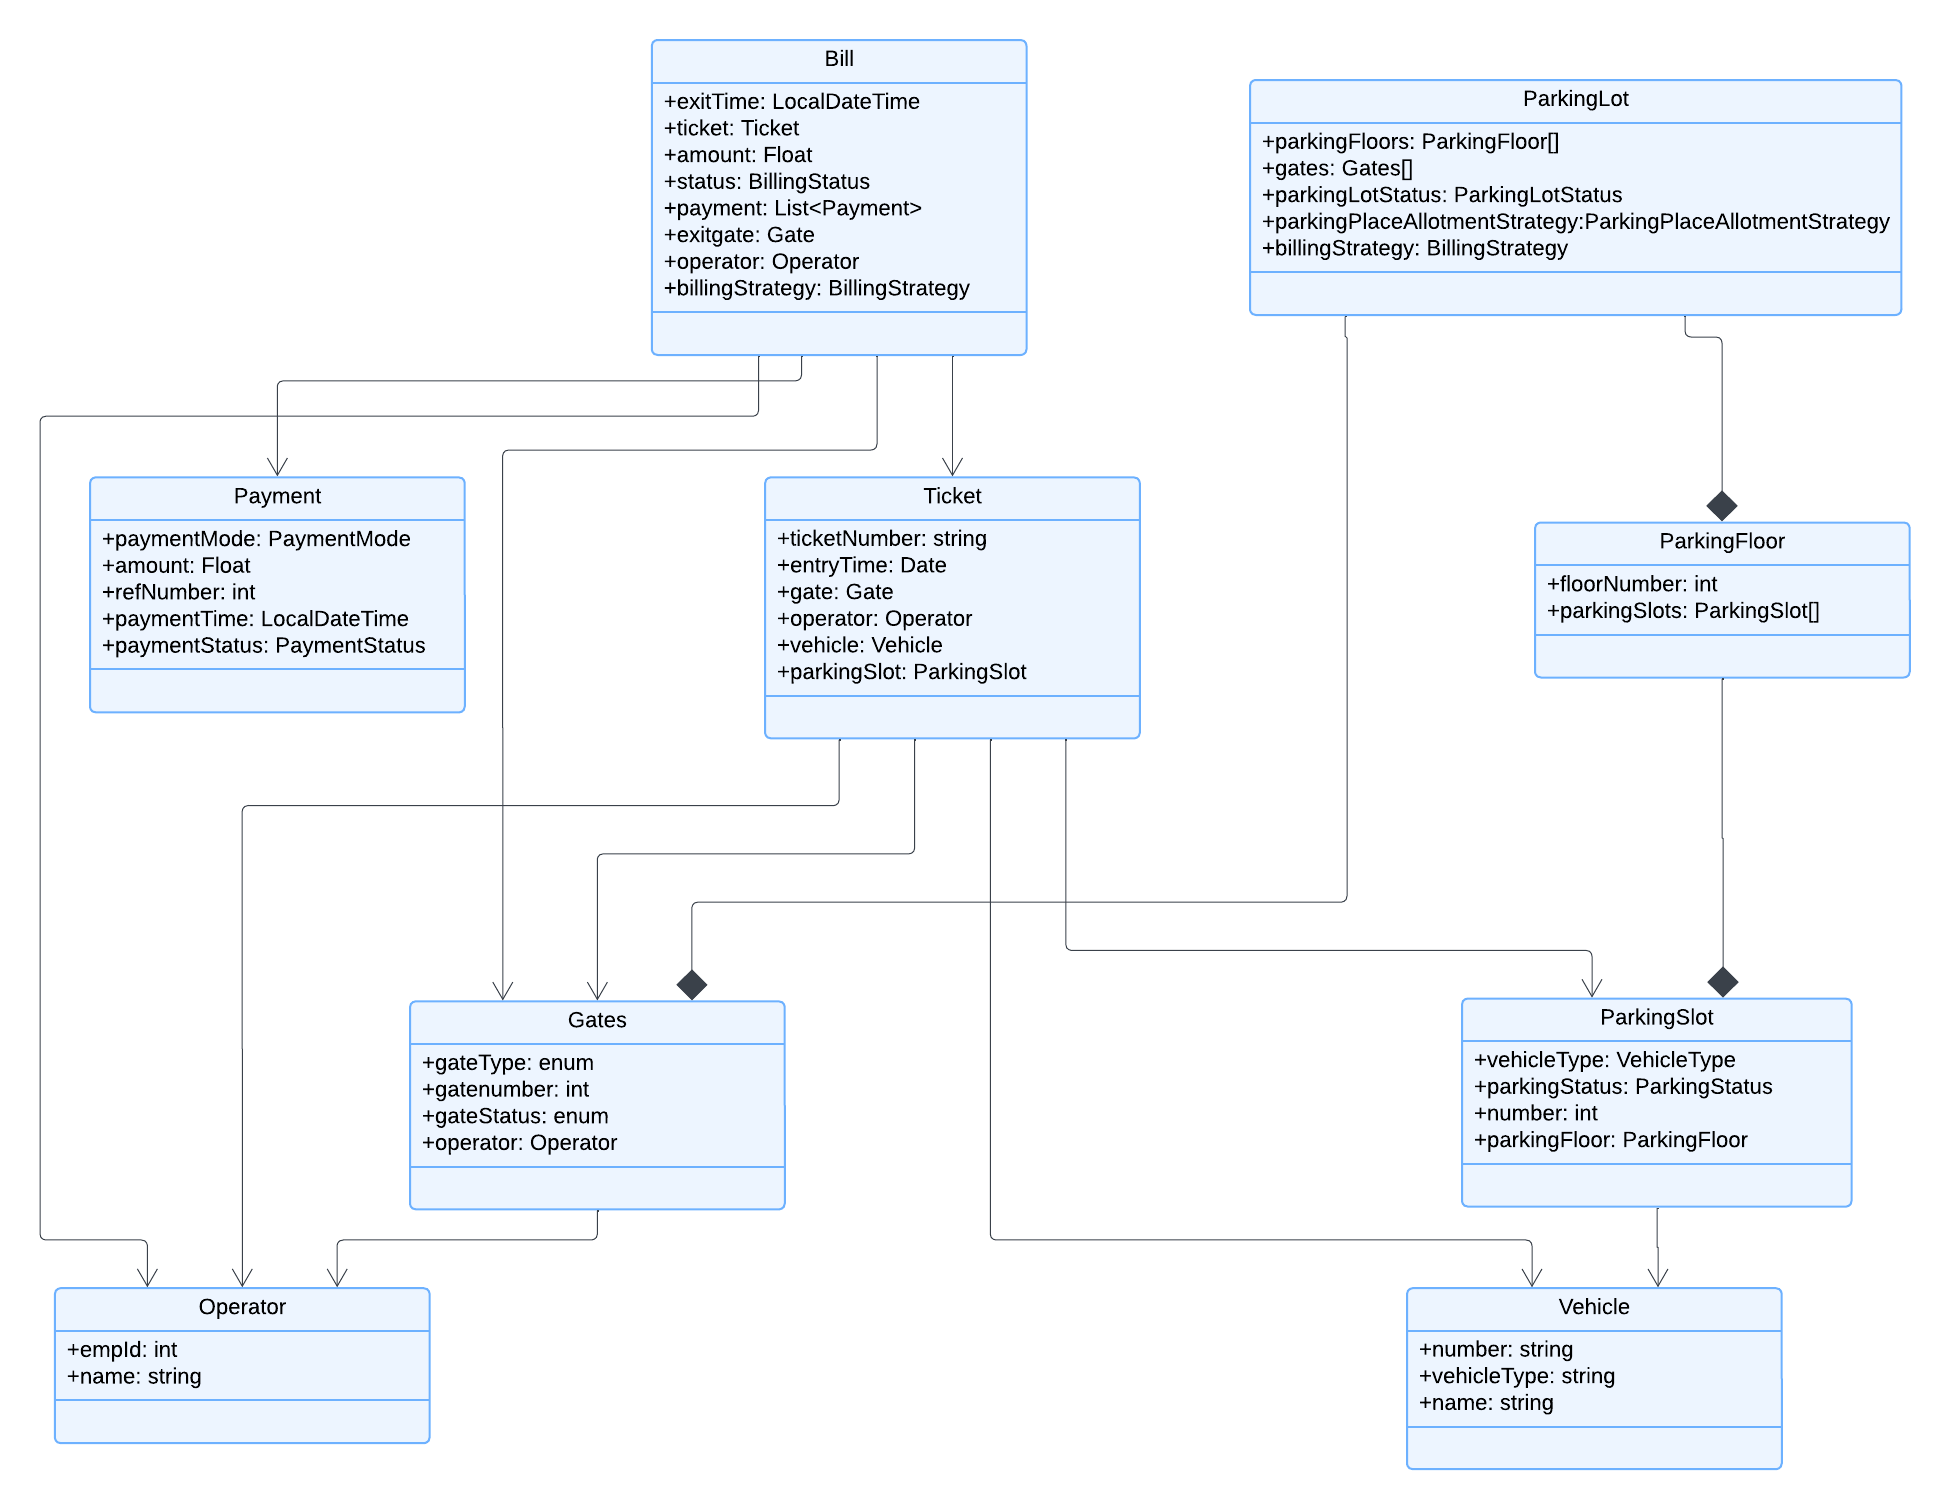 Bill
+exitTime: LocalDateTime
+ticket: Ticket
+amount: Float
+status: BillingStatus
+payment: List<Payment>
+exitgate: Gate
+operator: Operator
+billingStrategy: BillingStrategy
ParkingLot
+parkingFloors: ParkingFloor[]
+gates: Gates[]
+parkingLotStatus: ParkingLotStatus
+parkingPlaceAllotmentStrategy:ParkingPlaceAllotmentStrategy
+billingStrategy: BillingStrategy
Payment
+paymentMode: PaymentMode
+amount: Float
+refNumber: int
+paymentTime: LocalDateTime
+paymentStatus: PaymentStatus
Ticket
+ticketNumber: string
+entryTime: Date
+gate: Gate
+operator: Operator
+vehicle: Vehicle
+parkingSlot: ParkingSlot
ParkingFloor
+floorNumber: int
+parkingSlots: ParkingSlot[]
Gates
+gateType: enum
+gatenumber: int
+gateStatus: enum
+operator: Operator
ParkingSlot
+vehicleType: VehicleType
+parkingStatus: ParkingStatus
+number: int
+parkingFloor: ParkingFloor
Operator
+empId: int
+name: string
Vehicle
+number: string
+vehicleType: string
+name: string